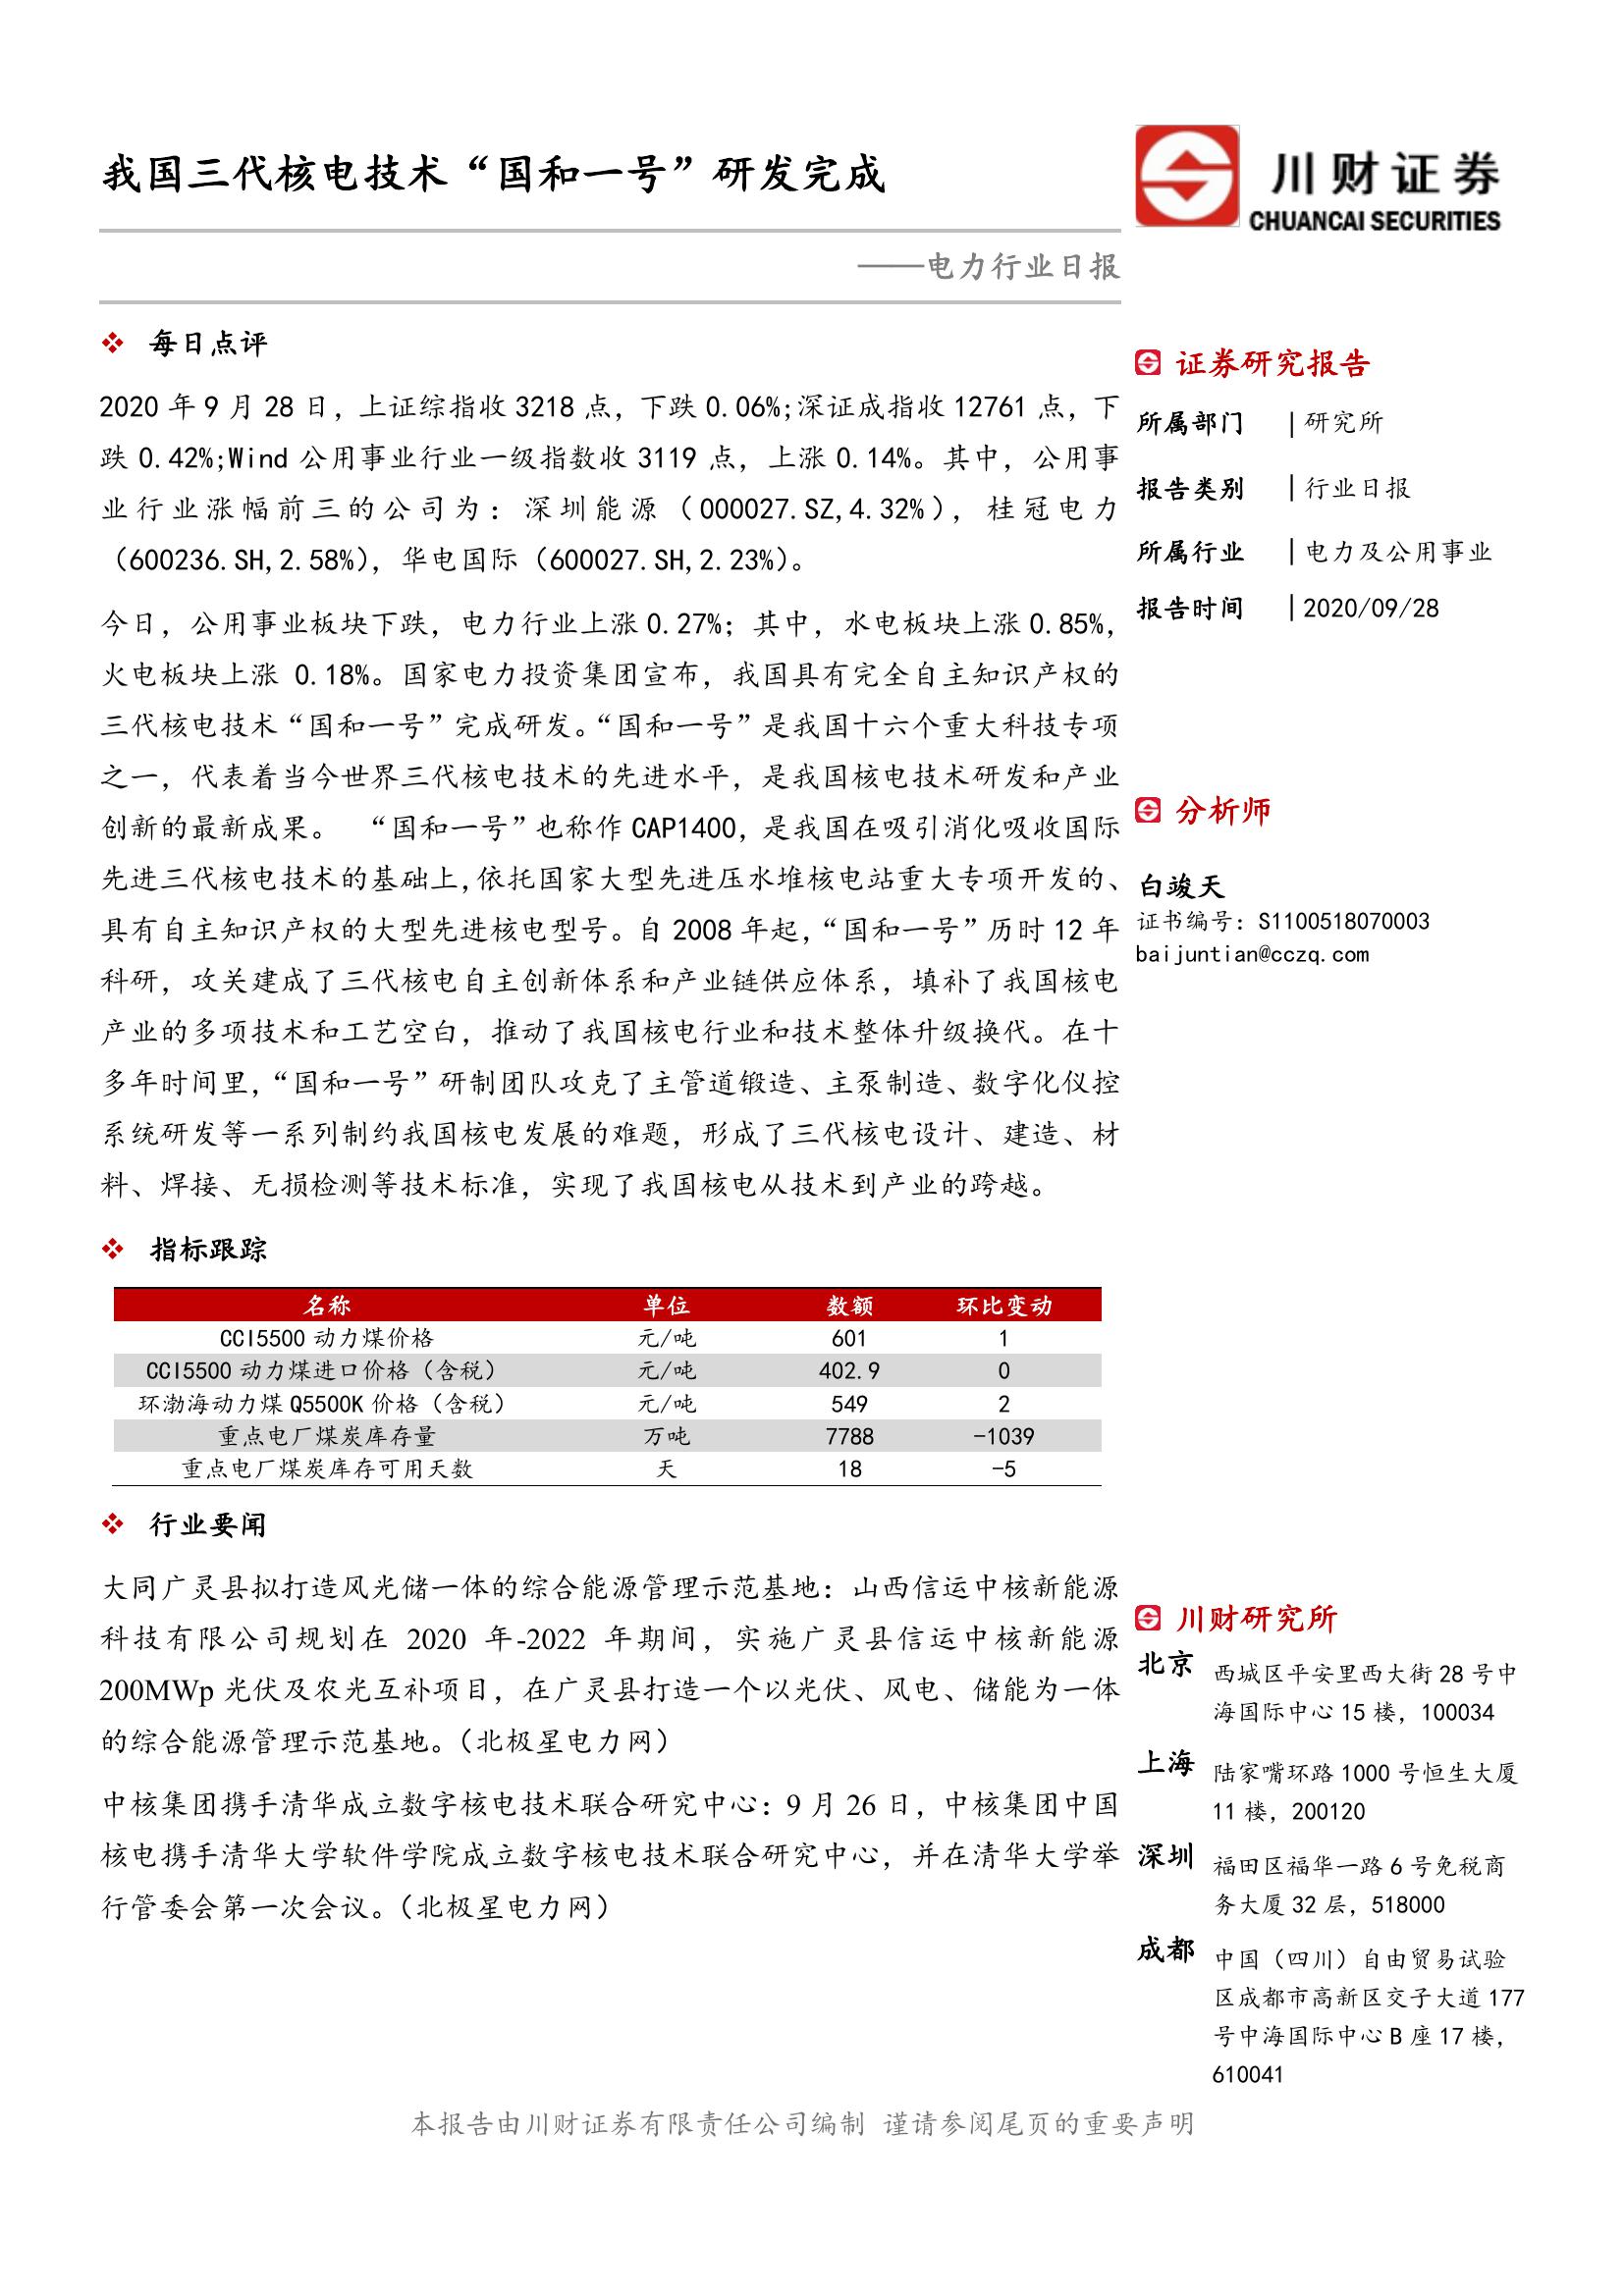 我国三代核电技术“国和一号”研发完成
川财证券
CHUANCAI SECURITIES
——电力行业日报
❖ 每日点评
2020 年 9 月 28 日，上证综指收 3218 点，下跌 0.06%;深证成指收 12761 点，下
跌 0.42%;Wind 公用事业行业一级指数收 3119 点，上涨 0.14%。其中，公用事
业行业涨幅前三的公司为：深圳能源（000027.SZ,4.32%），桂冠电力
（600236.SH,2.58%），华电国际（600027.SH,2.23%）。
今日，公用事业板块下跌，电力行业上涨 0.27%；其中，水电板块上涨 0.85%，
火电板块上涨 0.18%。国家电力投资集团宣布，我国具有完全自主知识产权的
三代核电技术“国和一号”完成研发。“国和一号”是我国十六个重大科技专项
之一，代表着当今世界三代核电技术的先进水平，是我国核电技术研发和产业
创新的最新成果。 “国和一号”也称作 CAP1400，是我国在吸引消化吸收国际
先进三代核电技术的基础上,依托国家大型先进压水堆核电站重大专项开发的、
具有自主知识产权的大型先进核电型号。自 2008 年起，“国和一号”历时 12 年
科研，攻关建成了三代核电自主创新体系和产业链供应体系，填补了我国核电
产业的多项技术和工艺空白，推动了我国核电行业和技术整体升级换代。在十
多年时间里，“国和一号”研制团队攻克了主管道锻造、主泵制造、数字化仪控
系统研发等一系列制约我国核电发展的难题，形成了三代核电设计、建造、材
料、焊接、无损检测等技术标准，实现了我国核电从技术到产业的跨越。
❖ 指标跟踪
名称 单位 数额 环比变动
CCI5500 动力煤价格 元/吨 601 1
CCI5500 动力煤进口价格（含税） 元/吨 402.9 0
环渤海动力煤 Q5500K 价格（含税） 元/吨 549 2
重点电厂煤炭库存量 万吨 7788 -1039
重点电厂煤炭库存可用天数 天 18 -5
❖ 行业要闻
大同广灵县拟打造风光储一体的综合能源管理示范基地：山西信运中核新能源
科技有限公司规划在 2020 年-2022 年期间，实施广灵县信运中核新能源
200MWp 光伏及农光互补项目，在广灵县打造一个以光伏、风电、储能为一体
的综合能源管理示范基地。（北极星电力网）
中核集团携手清华成立数字核电技术联合研究中心：9 月 26 日，中核集团中国
核电携手清华大学软件学院成立数字核电技术联合研究中心，并在清华大学举
行管委会第一次会议。（北极星电力网）
证券研究报告
所属部门 | 研究所
报告类别 | 行业日报
所属行业 | 电力及公用事业
报告时间 | 2020/09/28
分析师
白竣天
证书编号：S1100518070003
baijuntian@cczq.com
川财研究所
北京 西城区平安里西大街 28 号中
海国际中心 15 楼，100034
上海 陆家嘴环路 1000 号恒生大厦
11 楼，200120
深圳 福田区福华一路 6 号免税商
务大厦 32 层，518000
成都 中国（四川）自由贸易试验
区成都市高新区交子大道 177
号中海国际中心 B 座 17 楼，
610041
本报告由川财证券有限责任公司编制 谨请参阅尾页的重要声明